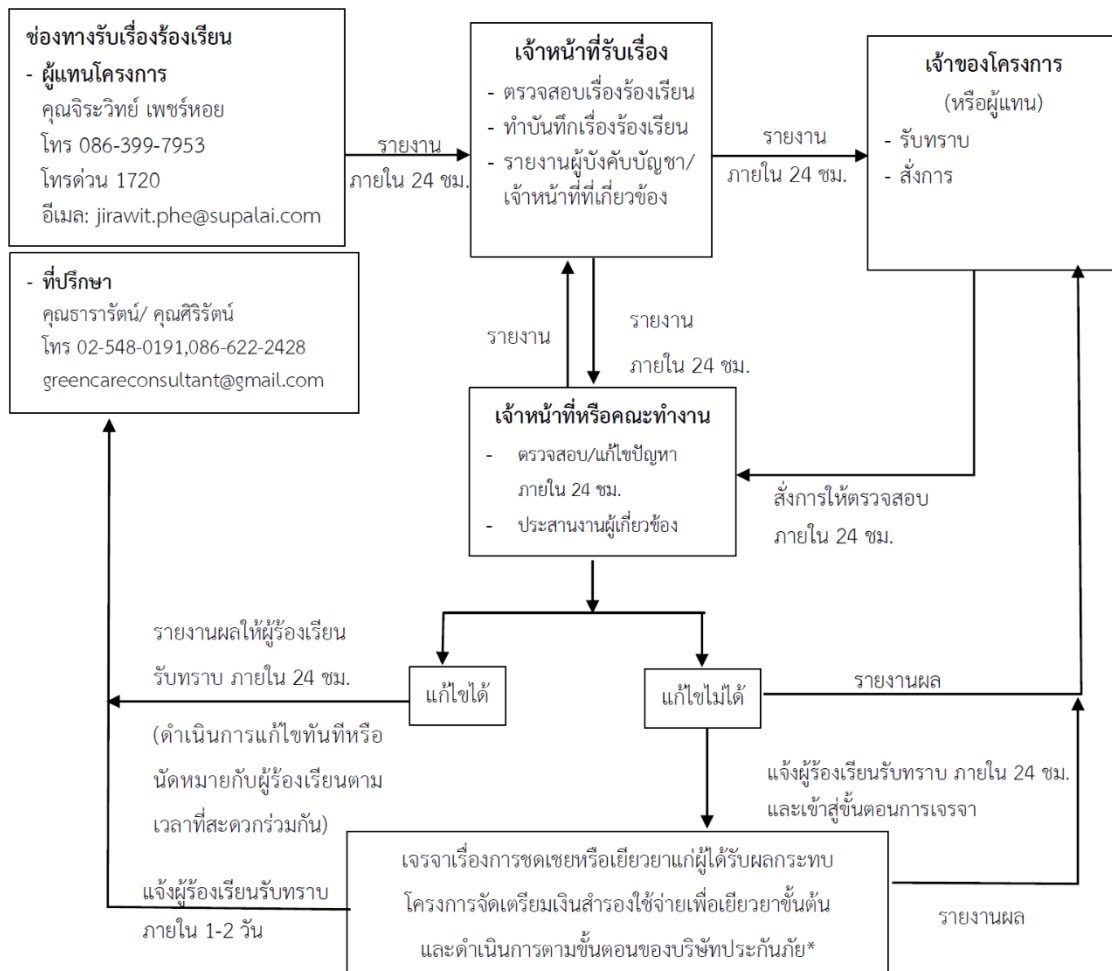 ช่องทางรับเรื่องร้องเรียน
- ผู้แทนโครงการ
คุณจิระวิทย์ เพชร์หอย
โทร 086-399-7953
โทรด่วน 1720
อีเมล: jirawit.phe@supalai.com
รายงาน
ภายใน 24 ชม.
เจ้าหน้าที่รับเรื่อง
- ตรวจสอบเรื่องร้องเรียน
- ทำบันทึกเรื่องร้องเรียน
- รายงานผู้บังคับบัญชา/
เจ้าหน้าที่ที่เกี่ยวข้อง
รายงาน
ภายใน 24 ชม.
เจ้าของโครงการ
(หรือผู้แทน)
- รับทราบ
- สั่งการ
- ที่ปรึกษา
คุณธารารัตน์/ คุณศิริรัตน์
โทร 02-548-0191,086-622-2428
greencareconsultant@gmail.com
รายงาน
รายงาน
ภายใน 24 ชม.
เจ้าหน้าที่หรือคณะทำงาน
- ตรวจสอบ/แก้ไขปัญหา
ภายใน 24 ชม.
- ประสานงานผู้เกี่ยวข้อง
สั่งการให้ตรวจสอบ
ภายใน 24 ชม.
รายงานผลให้ผู้ร้องเรียน
รับทราบ ภายใน 24 ชม.
แก้ไขได้
แก้ไขไม่ได้
รายงานผล
(ดำเนินการแก้ไขทันทีหรือ
นัดหมายกับผู้ร้องเรียนตาม
เวลาที่สะดวกร่วมกัน)
แจ้งผู้ร้องเรียนรับทราบ ภายใน 24 ชม.
และเข้าสู่ขั้นตอนการเจรจา
แจ้งผู้ร้องเรียนรับทราบ
ภายใน 1-2 วัน
เจรจาเรื่องการชดเชยหรือเยียวยาแก่ผู้ได้รับผลกระทบ
โครงการจัดเตรียมเงินสำรองใช้จ่ายเพื่อเยียวยาขั้นต้น
และดำเนินการตามขั้นตอนของบริษัทประกันภัย*
รายงานผล